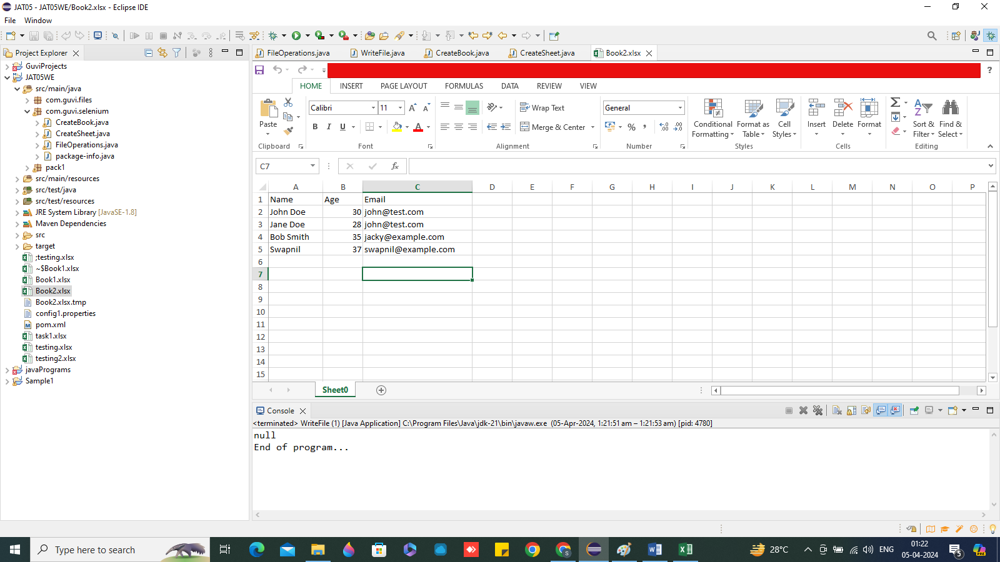 JAT05 - JAT05WE/Book2.xlsx - Eclipse IDE
File Window
Project Explorer
GuviProjects
JAT05WE
src/main/java
com.guvi.files
com.guvi.selenium
CreateBook.java
CreateSheet.java
FileOperations.java
package-info.java
pack1
src/main/resources
src/test/java
src/test/resources
JRE System Library [JavaSE-1.8]
Maven Dependencies
src
target
;testing.xlsx
~$Book1.xlsx
Book1.xlsx
Book2.xlsx
Book2.xlsx.tmp
config1.properties
pom.xml
task1.xlsx
testing.xlsx
testing2.xlsx
javaPrograms
Sample1
FileOperations.java WriteFile.java CreateBook.java CreateSheet.java Book2.xlsx
?
HOME INSERT PAGE LAYOUT FORMULAS DATA REVIEW VIEW
Paste
Clipboard
Calibri 11 A A
B I U A
Font
Wrap Text
Merge & Center
Alignment
General
% , .00 .00
Number
Conditional Formatting
Format as Table
Cell Styles
Styles
Insert Delete Format
Cells
Sort & Filter
Find & Select
Editing
C7 fx
A B C D E F G H I J K L M N O P
1 Name Age Email
2 John Doe 30 john@test.com
3 Jane Doe 28 john@test.com
4 Bob Smith 35 jacky@example.com
5 Swapnil 37 swapnil@example.com
6
7
8
9
10
11
12
13
14
15
Sheet0
Console
<terminated> WriteFile (1) [Java Application] C:\Program Files\Java\jdk-21\bin\javaw.exe (05-Apr-2024, 1:21:51 am – 1:21:53 am) [pid: 4780]
null
End of program...
Type here to search
28°C
ENG
01:22
05-04-2024
5
PRE